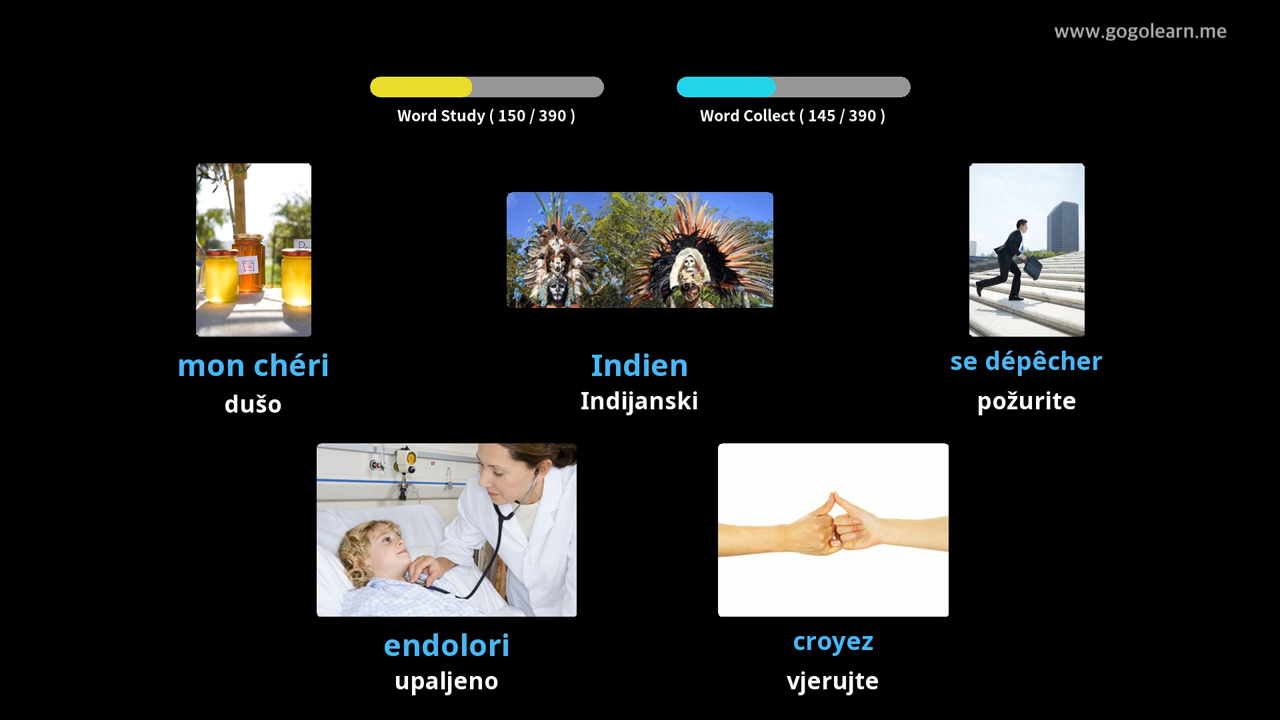 www.gogolearn.me
Word Study ( 150 / 390 )
Word Collect ( 145 / 390 )
mon chéri
dušo
Indien
Indijanski
se dépêcher
požurite
endolori
upaljeno
croyez
vjerujte